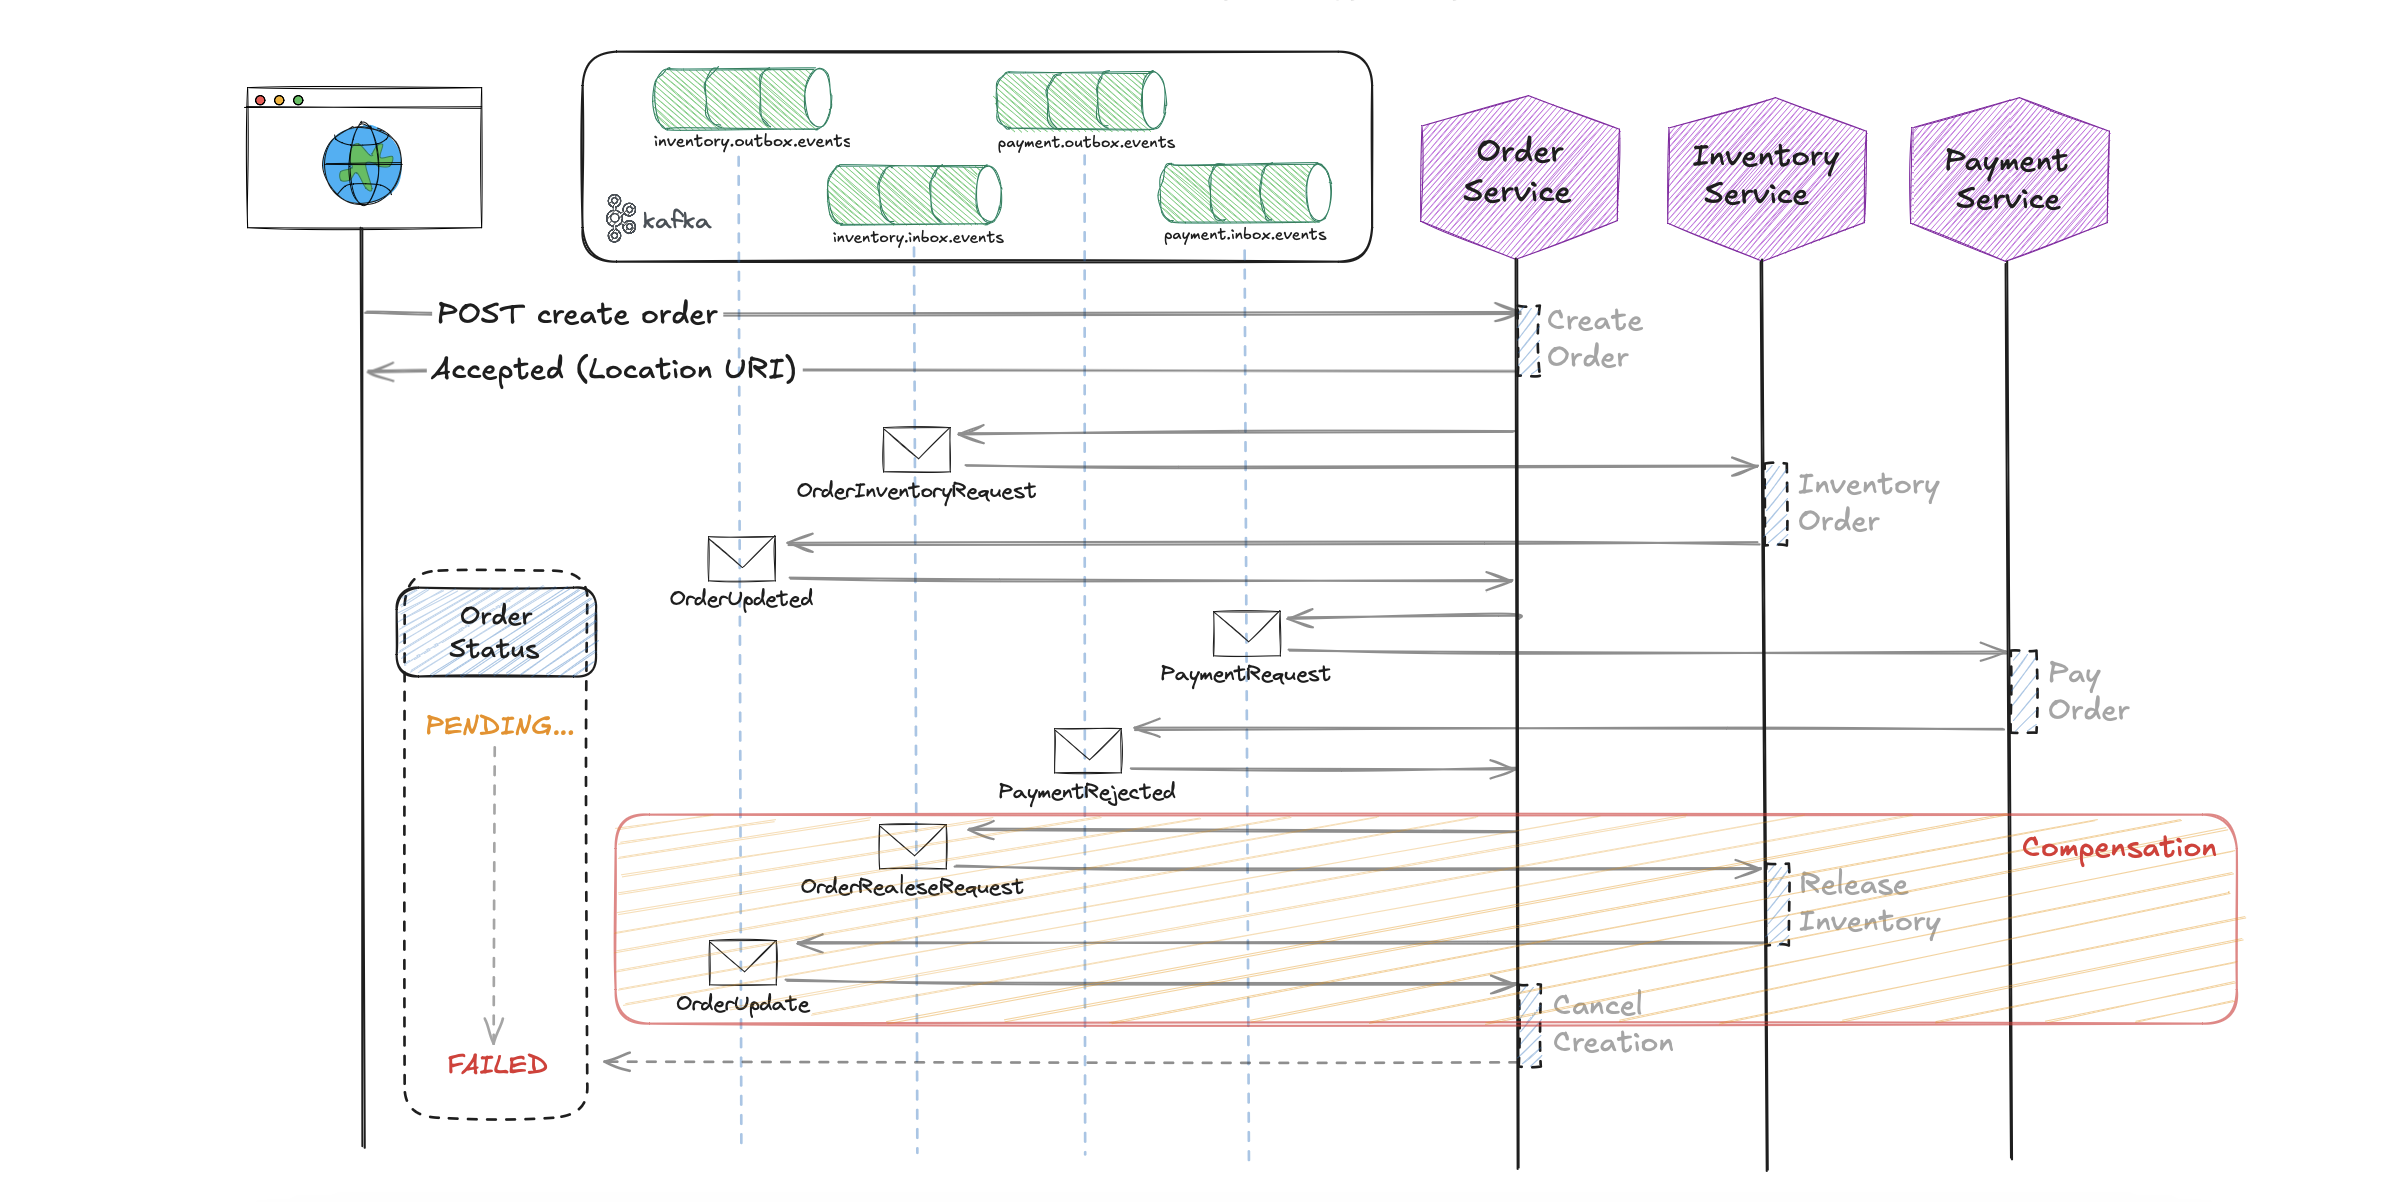 inventory.outbox.events
payment.outbox.events
inventory.inbox.events
payment.inbox.events
kafka
Order
Service
Inventory
Service
Payment
Service
POST create order
Create
Order
Accepted (Location URI)
OrderInventoryRequest
Inventory
Order
OrderUpdeted
Order
Status
PaymentRequest
Pay
Order
PENDING...
PaymentRejected
Compensation
OrderRealeseRequest
Release
Inventory
OrderUpdate
Cancel
Creation
FAILED